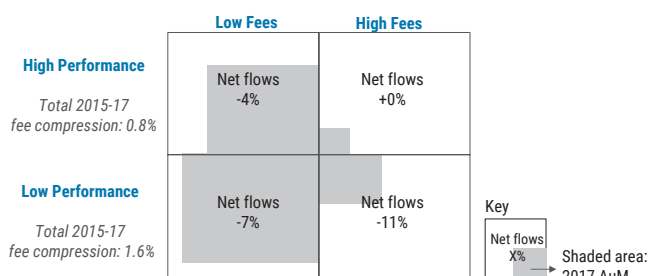 Low Fees
High Fees
High Performance
Total 2015-17
fee compression: 0.8%
Net flows
-4%
Net flows
+0%
Low Performance
Total 2015-17
fee compression: 1.6%
Net flows
-7%
Net flows
-11%
Key
Net flows
X%
Shaded area:
2017 AuM